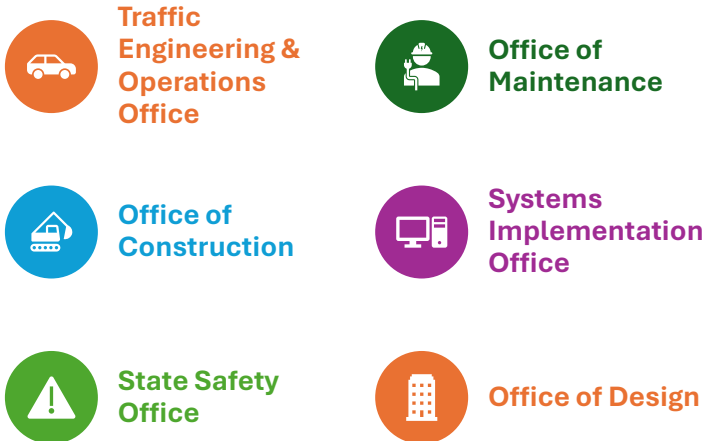 Traffic
Engineering &
Operations
Office
Office of
Maintenance
Office of
Construction
Systems
Implementation
Office
State Safety
Office
Office of Design